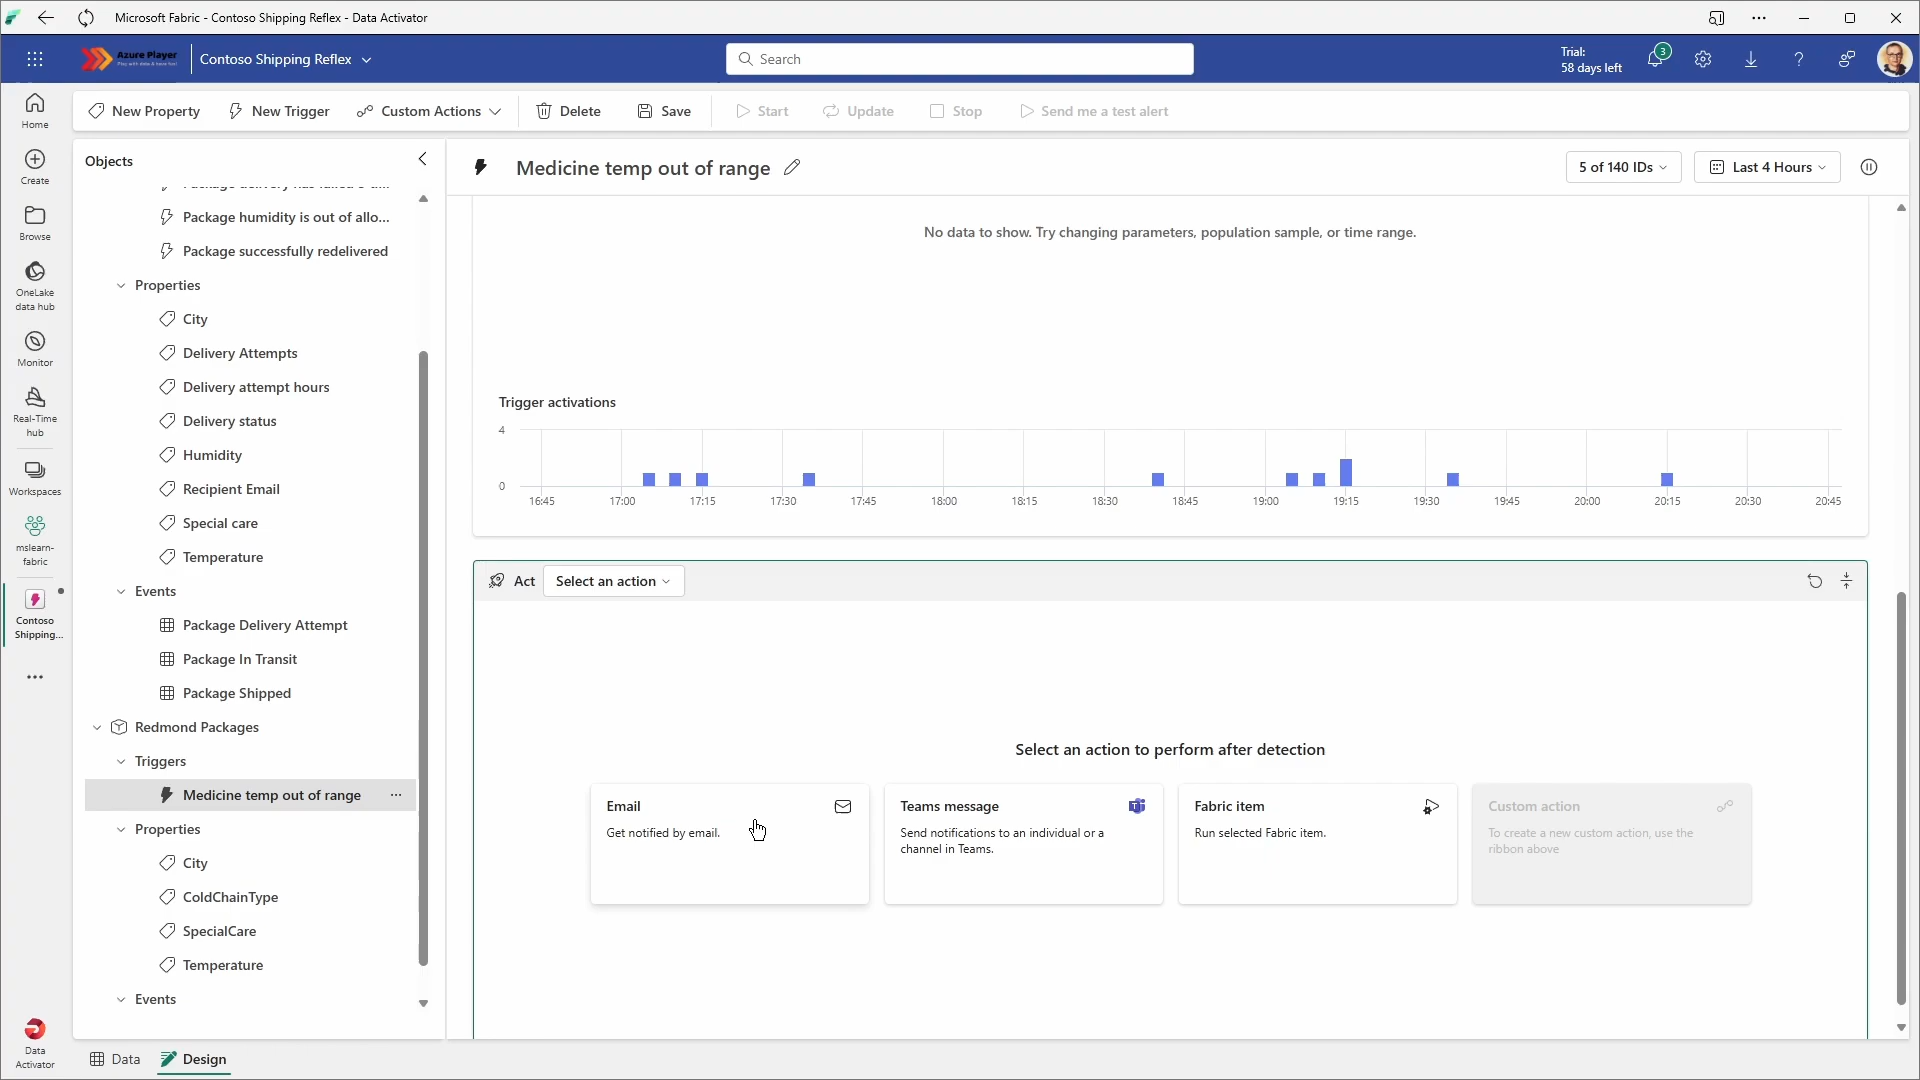 Microsoft Fabric - Contoso Shipping Reflex - Data Activator
Azure Player
Contoso Shipping Reflex
Search
Trial:
58 days left
3
New Property
New Trigger
Custom Actions
Delete
Save
Start
Update
Stop
Send me a test alert
Home
Create
Browse
OneLake
data hub
Monitor
Real-Time
hub
Workspaces
mslearn-
fabric
Contoso
Shipping...
Data
Activator
Objects
Package humidity is out of allo...
Package successfully redelivered
Properties
City
Delivery Attempts
Delivery attempt hours
Delivery status
Humidity
Recipient Email
Special care
Temperature
Events
Package Delivery Attempt
Package In Transit
Package Shipped
Redmond Packages
Triggers
Medicine temp out of range
Properties
City
ColdChainType
SpecialCare
Temperature
Events
Data
Design
Medicine temp out of range
5 of 140 IDs
Last 4 Hours
No data to show. Try changing parameters, population sample, or time range.
Trigger activations
4
0
16:45 17:00 17:15 17:30 17:45 18:00 18:15 18:30 18:45 19:00 19:15 19:30 19:45 20:00 20:15 20:30 20:45
Act
Select an action
Select an action to perform after detection
Email
Get notified by email.
Teams message
Send notifications to an individual or a
channel in Teams.
Fabric item
Run selected Fabric item.
Custom action
To create a new custom action, use the
ribbon above